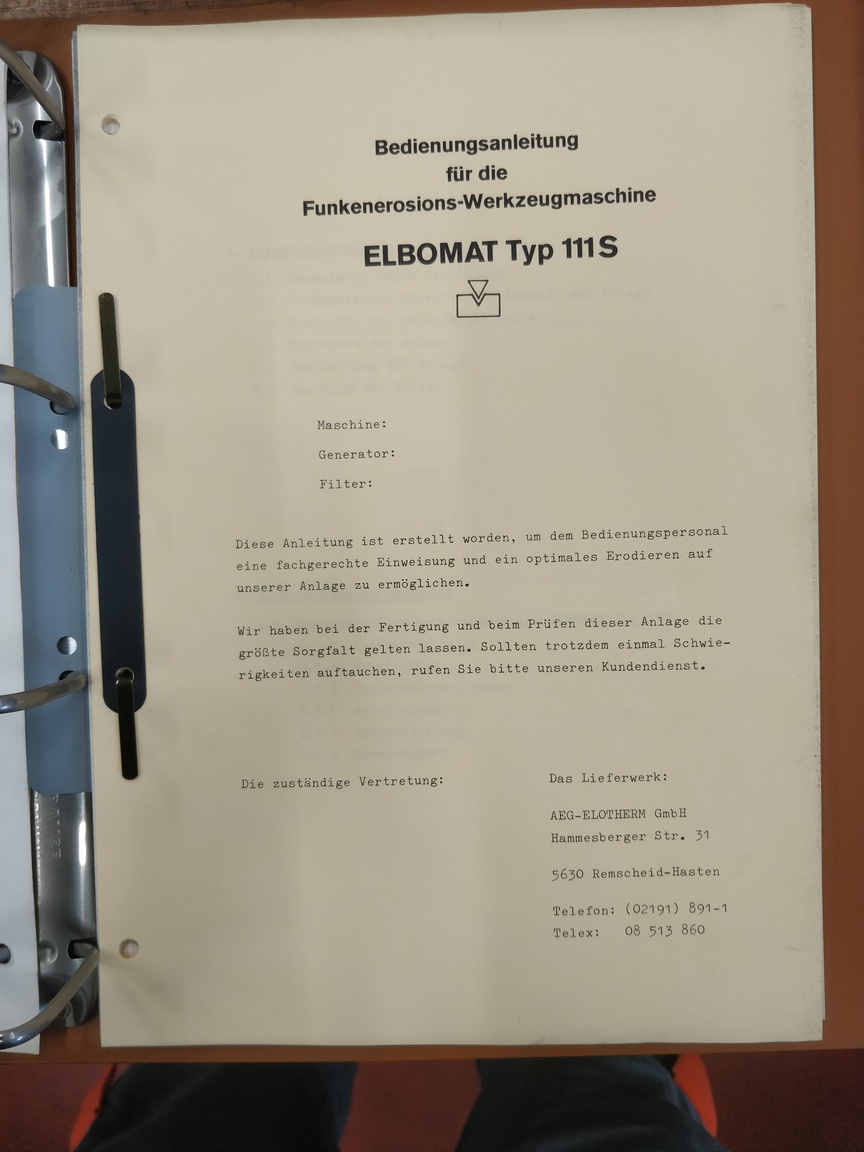 Bedienungsanleitung
für die
Funkenerosions-Werkzeugmaschine
ELBOMAT Typ 111S
Maschine:
Generator:
Filter:
Diese Anleitung ist erstellt worden, um dem Bedienungspersonal
eine fachgerechte Einweisung und ein optimales Erodieren auf
unserer Anlage zu ermöglichen.
Wir haben bei der Fertigung und beim Prüfen dieser Anlage die
größte Sorgfalt gelten lassen. Sollten trotzdem einmal Schwie-
rigkeiten auftauchen, rufen Sie bitte unseren Kundendienst.
Die zuständige Vertretung:
Das Lieferwerk:
AEG-ELOTHERM GmbH
Hammesberger Str. 31
5630 Remscheid-Hasten
Telefon: (02191) 891-1
Telex: 08 513 860